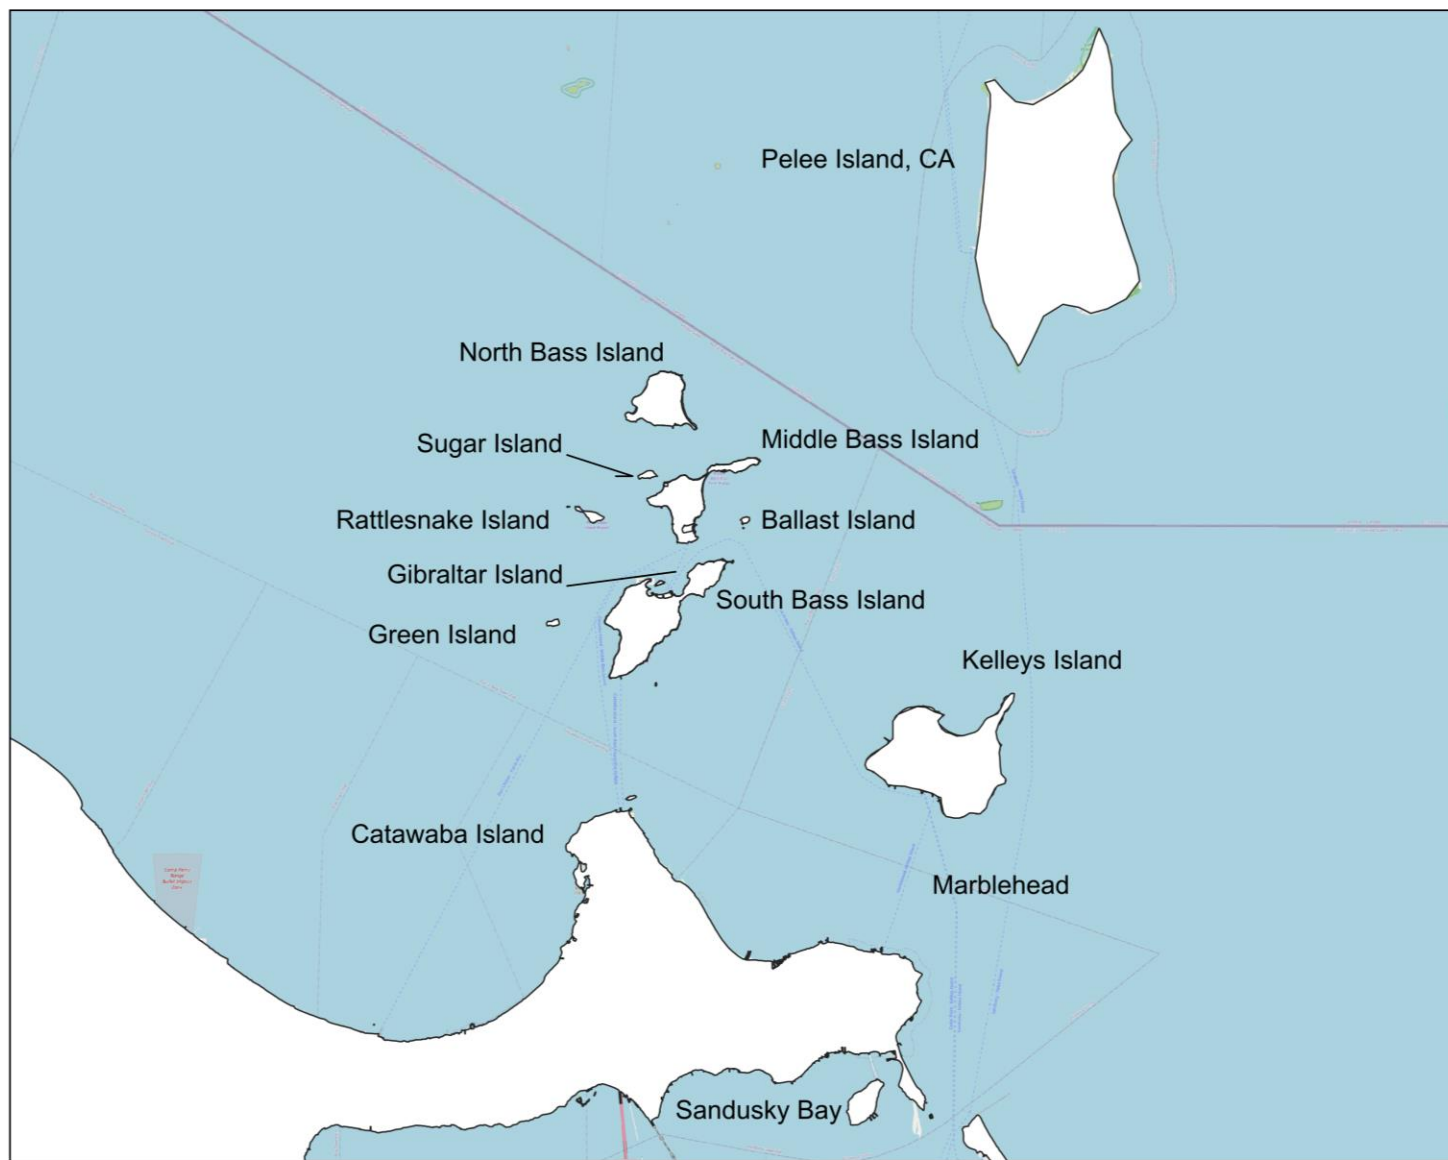 Pelee Island, CA
North Bass Island
Sugar Island
Middle Bass Island
Rattlesnake Island
Ballast Island
Gibraltar Island
South Bass Island
Green Island
Kelleys Island
Catawaba Island
Marblehead
Sandusky Bay